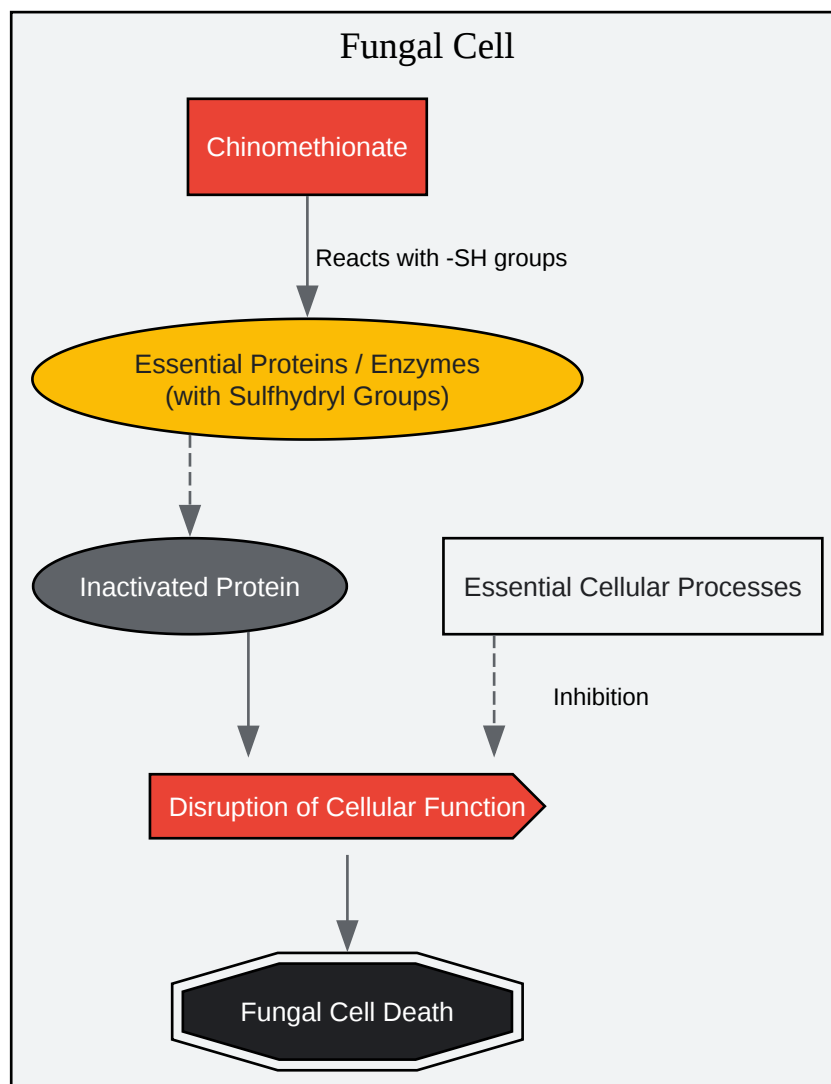 Fungal Cell
Chinomethionate
Reacts with -SH groups
Essential Proteins / Enzymes
(with Sulfhydryl Groups)
Inactivated Protein
Essential Cellular Processes
Inhibition
Disruption of Cellular Function
Fungal Cell Death